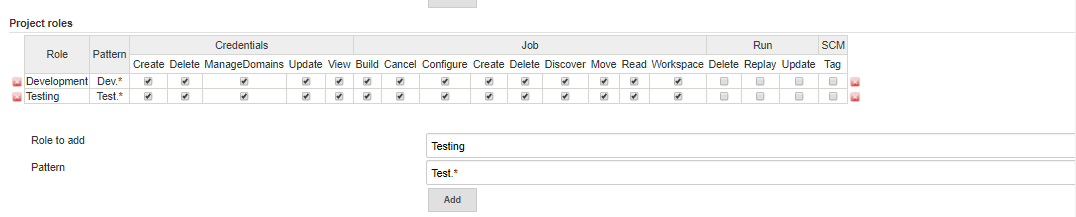 Project roles
Role Pattern Credentials Job Run SCM
Create Delete ManageDomains Update View Build Cancel Configure Create Delete Discover Move Read Workspace Delete Replay Update Tag
Development Dev.*
Testing Test.*
Role to add Testing
Pattern Test.*
Add